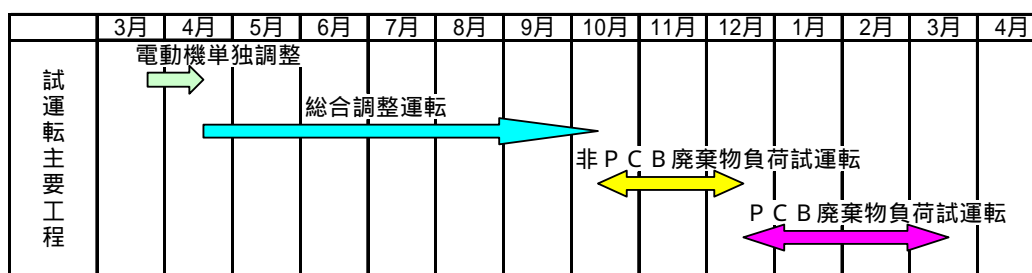 3月 4月 5月 6月 7月 8月 9月 10月 11月 12月 1月 2月 3月 4月
試運転主要工程
電動機単独調整
総合調整運転
非ＰＣＢ廃棄物負荷試運転
ＰＣＢ廃棄物負荷試運転